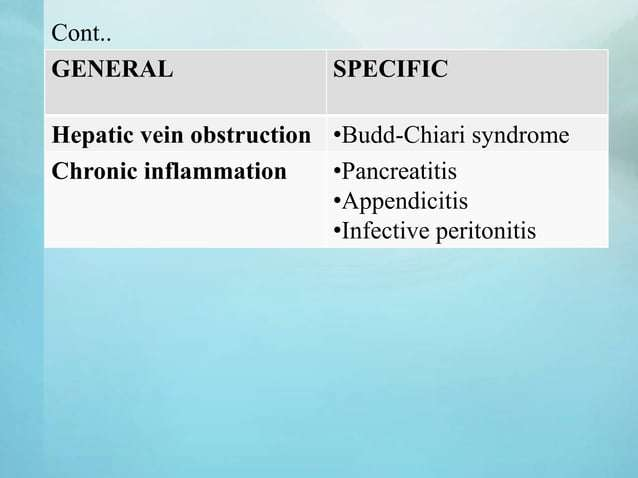 Cont..
GENERAL SPECIFIC
Hepatic vein obstruction •Budd-Chiari syndrome
Chronic inflammation •Pancreatitis
•Appendicitis
•Infective peritonitis